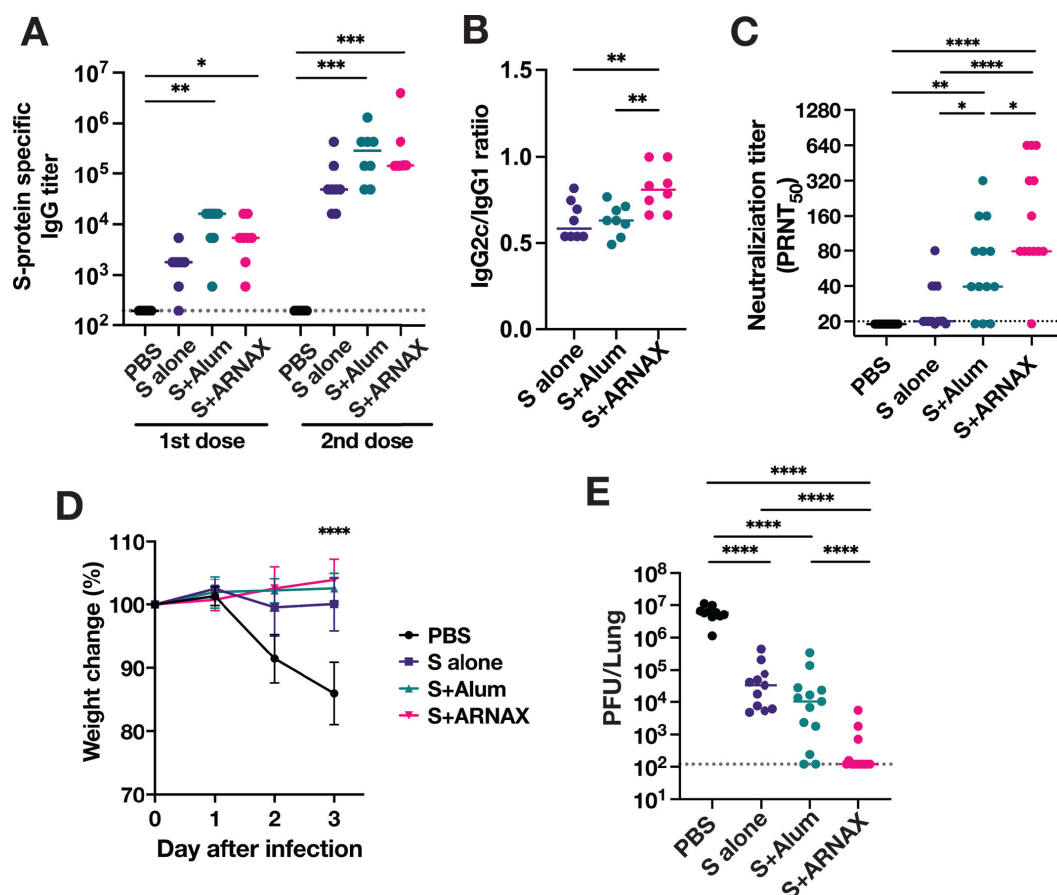 A
*** 
*
***
**
10⁷
10⁶
10⁵
10⁴
10³
10²
S-protein specific
IgG titer
PBS
S alone
S+Alum
S+ARNAX
PBS
S alone
S+Alum
S+ARNAX
1st dose
2nd dose
B
**
**
1.5
1.0
0.5
0.0
IgG2c/IgG1 ratiio
S alone
S+Alum
S+ARNAX
C
****
****
**
*
*
1280
640
320
160
80
40
20
Neutraliziation titer
(PRNT₅₀)
PBS
S alone
S+Alum
S+ARNAX
D
****
110
100
90
80
70
Weight change (%)
0 1 2 3
Day after infection
PBS
S alone
S+Alum
S+ARNAX
E
****
****
****
****
****
10⁸
10⁷
10⁶
10⁵
10⁴
10³
10²
10¹
PFU/Lung
PBS
S alone
S+Alum
S+ARNAX